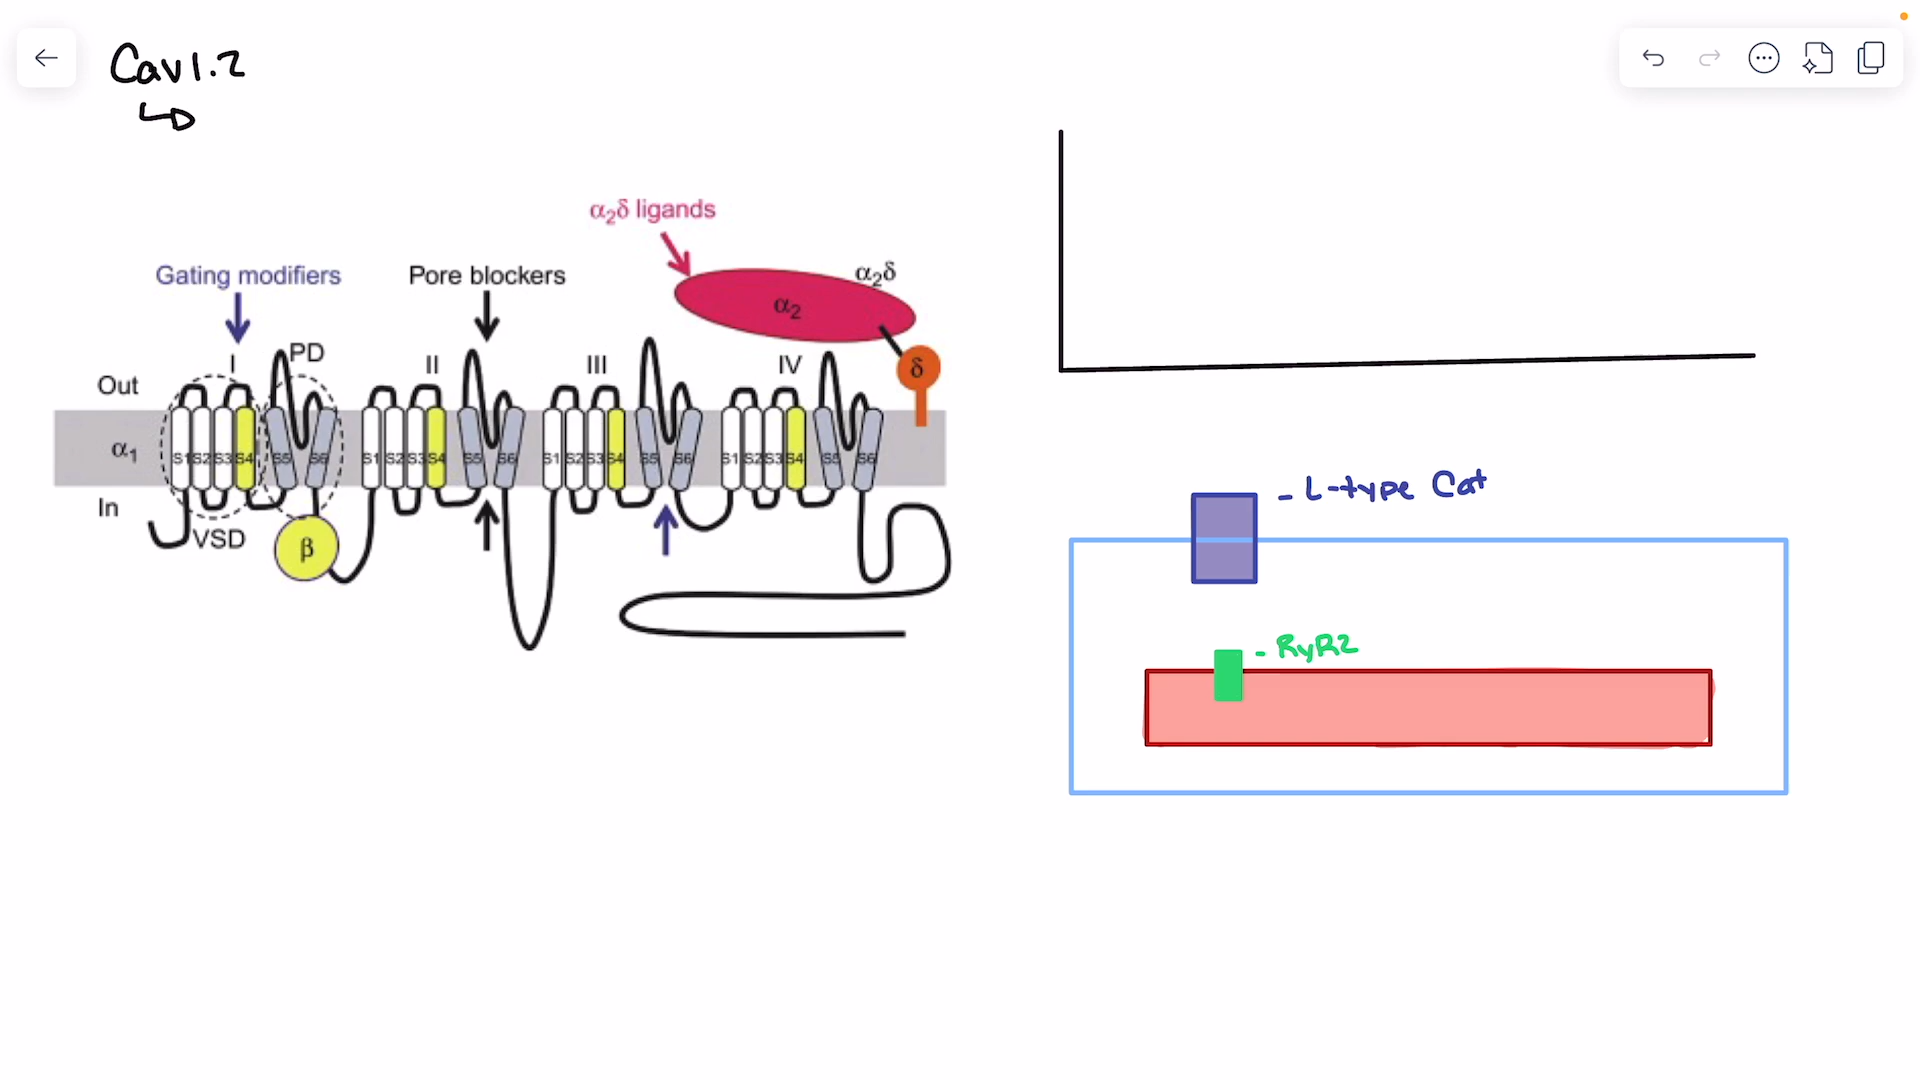 Cav1.2
α2δ ligands
Gating modifiers
Pore blockers
α2δ
α2
I
PD
II
III
IV
δ
Out
α1
S1 S2 S3 S4 S5 S6
S1 S2 S3 S4 S5 S6
S1 S2 S3 S4 S5 S6
S1 S2 S3 S4 S5 S6
In
VSD
β
- L-type Cat
- RyR2